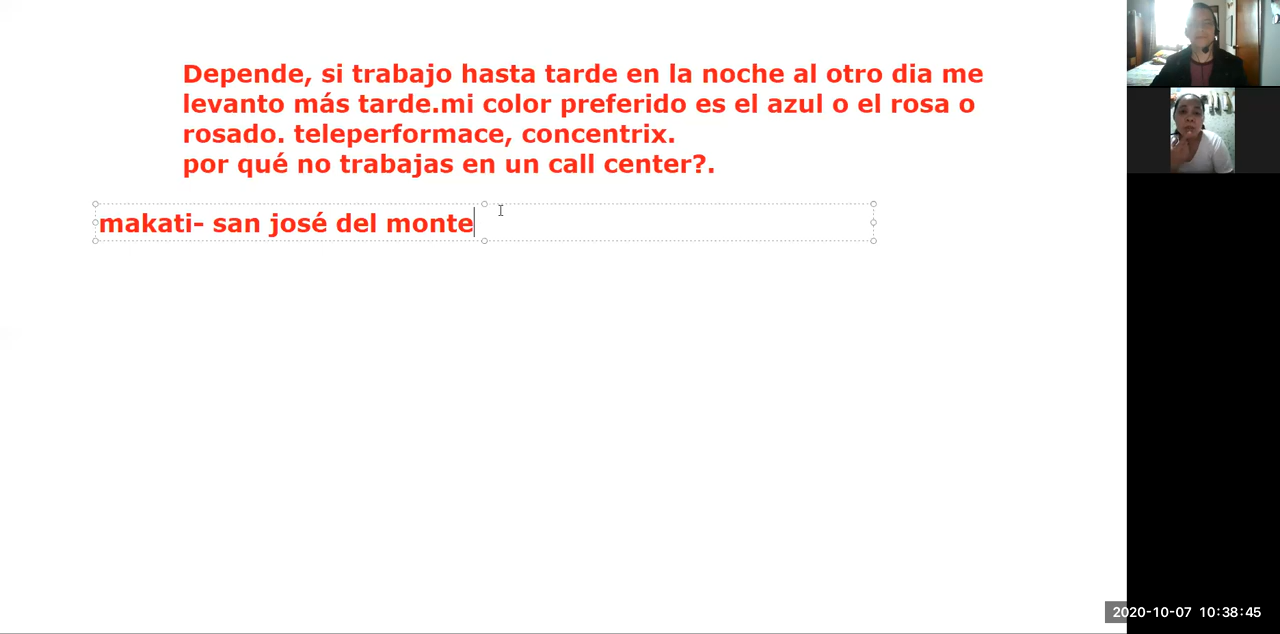 Depende, si trabajo hasta tarde en la noche al otro dia me
levanto más tarde.mi color preferido es el azul o el rosa o
rosado. teleperformace, concentrix.
por qué no trabajas en un call center?.
makati- san josé del monte
2020-10-07 10:38:45